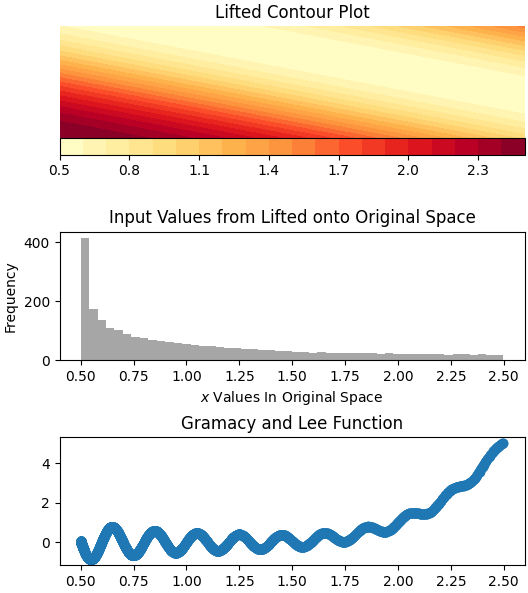 Lifted Contour Plot
0.5 0.8 1.1 1.4 1.7 2.0 2.3
Input Values from Lifted onto Original Space
400
200
0
Frequency
0.50 0.75 1.00 1.25 1.50 1.75 2.00 2.25 2.50
x Values In Original Space
Gramacy and Lee Function
4
2
0
0.50 0.75 1.00 1.25 1.50 1.75 2.00 2.25 2.50